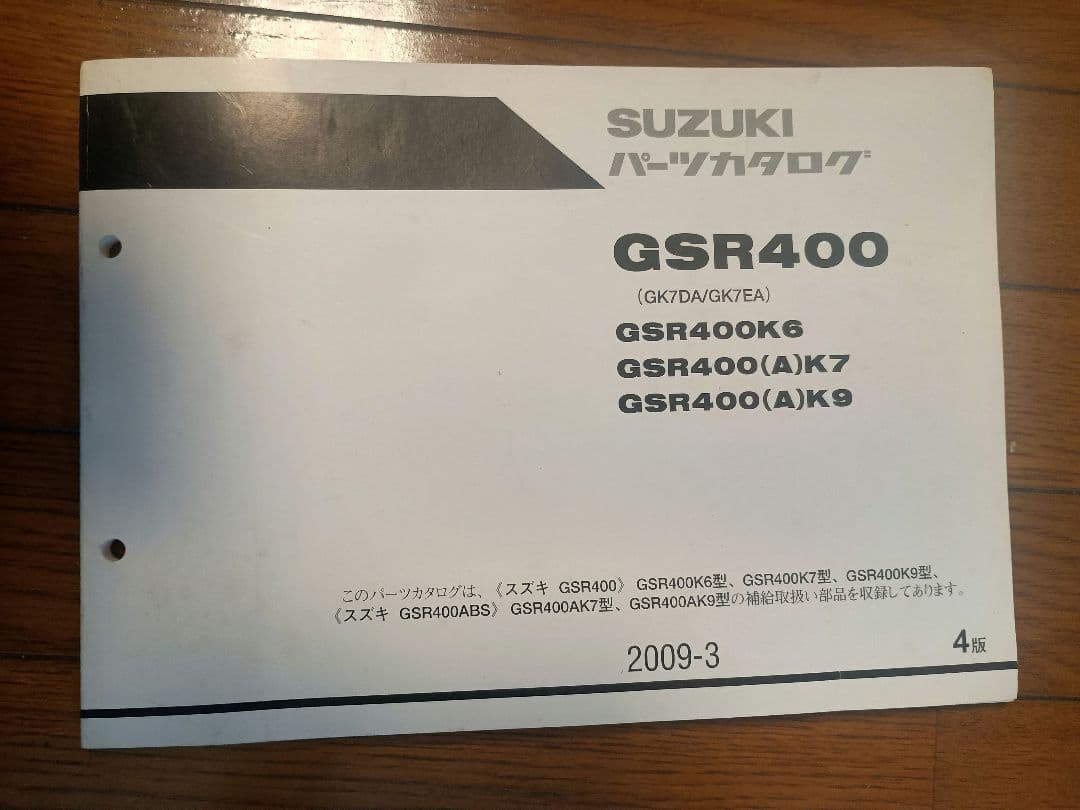 SUZUKI
パーツカタログ
GSR400
(GK7DA/GK7EA)
GSR400K6
GSR400(A)K7
GSR400(A)K9
このパーツカタログは、《スズキ GSR400》 GSR400K6型、GSR400K7型、GSR400K9型、
《スズキ GSR400ABS》 GSR400AK7型、GSR400AK9型の補給取扱い部品を収録してあります。
2009-3
4版